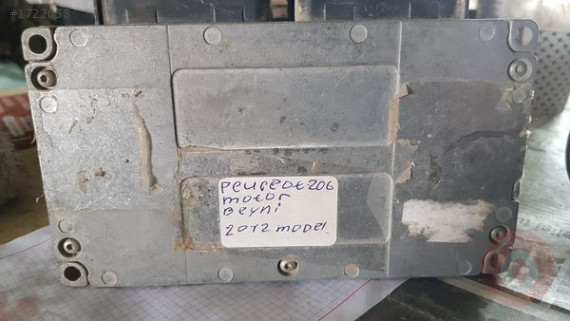 Peugeot 206
motor
Beyni
2012 model